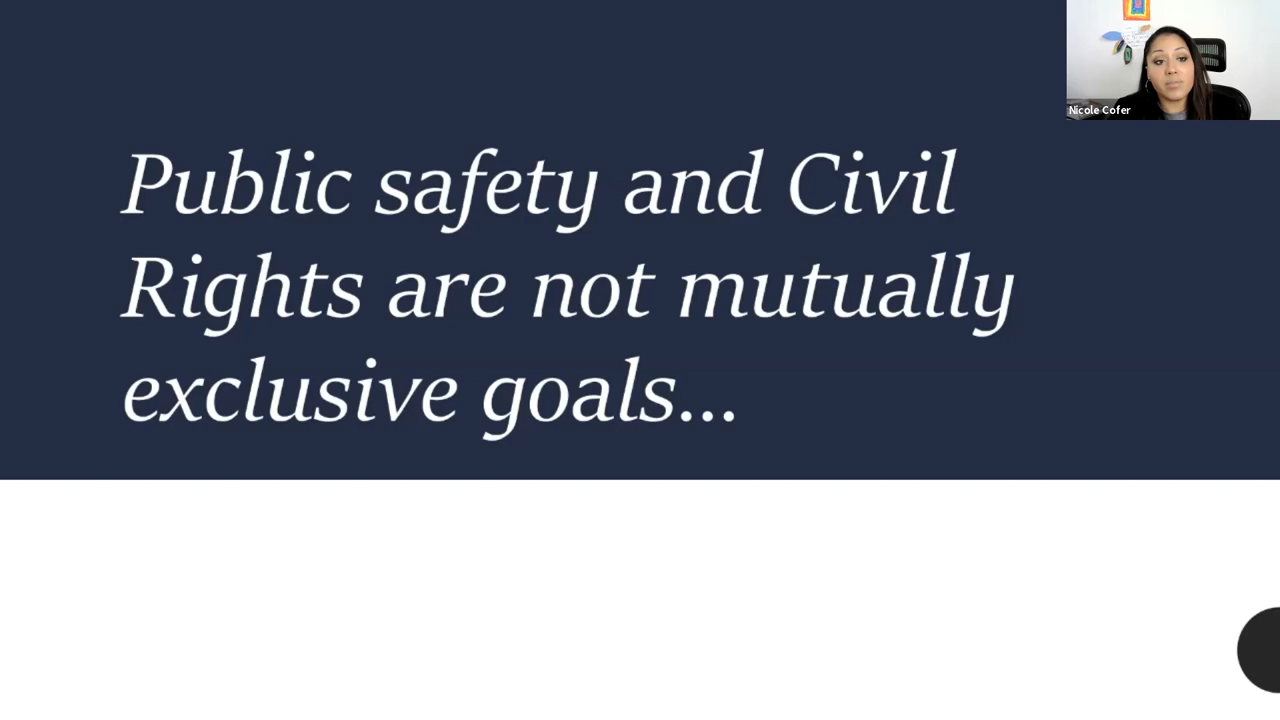 Public safety and Civil
Rights are not mutually
exclusive goals...
Nicole Cofer